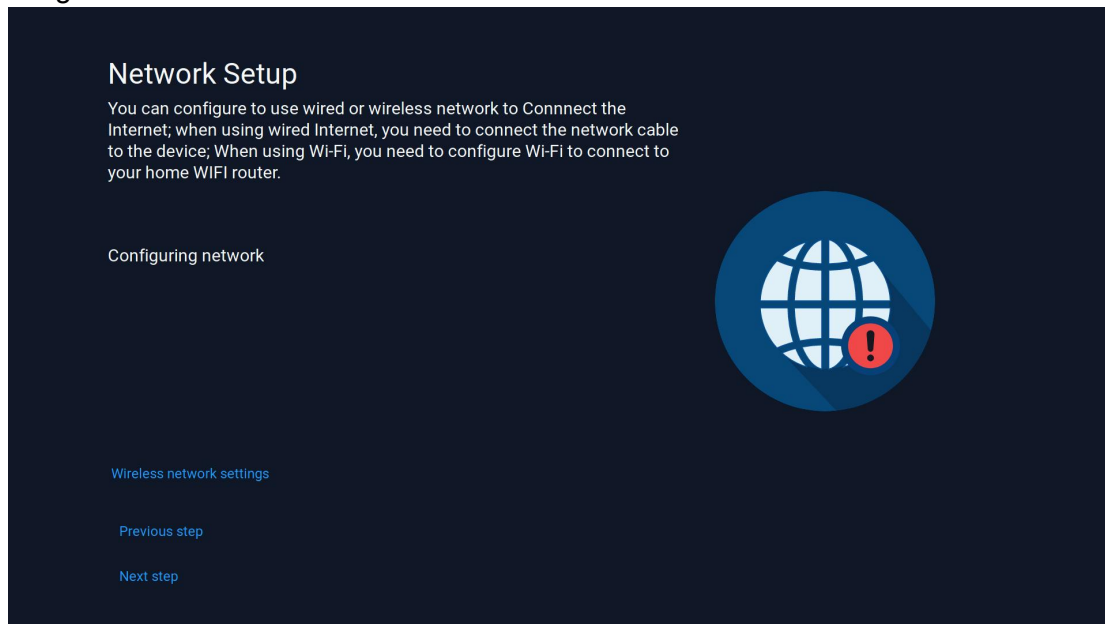 Network Setup
You can configure to use wired or wireless network to Connnect the
Internet; when using wired Internet, you need to connect the network cable
to the device; When using Wi-Fi, you need to configure Wi-Fi to connect to
your home WIFI router.
Configuring network
Wireless network settings
Previous step
Next step